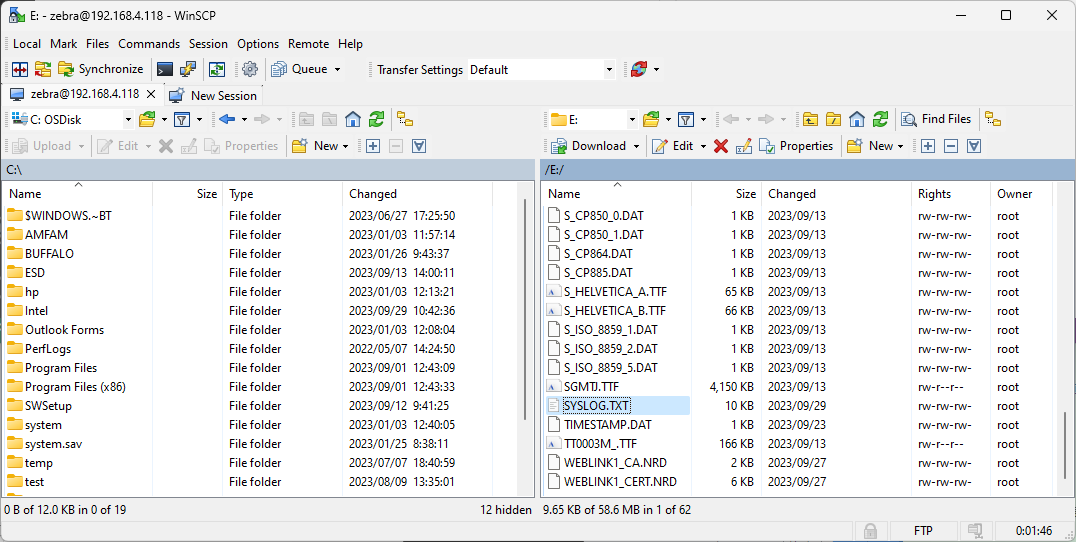 E: - zebra@192.168.4.118 - WinSCP
Local Mark Files Commands Session Options Remote Help
Synchronize Queue Transfer Settings Default
zebra@192.168.4.118 New Session
C: OSDisk
Upload Edit Properties New
C:\
Name Size Type Changed
$WINDOWS.~BT File folder 2023/06/27 17:25:50
AMFAM File folder 2023/01/03 11:57:14
BUFFALO File folder 2023/01/26 9:43:37
ESD File folder 2023/09/13 14:00:11
hp File folder 2023/01/03 12:13:21
Intel File folder 2023/09/29 10:42:36
Outlook Forms File folder 2023/01/03 12:08:04
PerfLogs File folder 2022/05/07 14:24:50
Program Files File folder 2023/09/01 12:43:09
Program Files (x86) File folder 2023/09/01 12:43:33
SWSetup File folder 2023/09/12 9:41:25
system File folder 2023/01/03 12:40:05
system.sav File folder 2023/01/25 8:38:11
temp File folder 2023/07/07 18:40:59
test File folder 2023/08/09 13:35:01
0 B of 12.0 KB in 0 of 19 12 hidden
E: Find Files
Download Edit Properties New
/E:/
Name Size Changed Rights Owner
S_CP850_0.DAT 1 KB 2023/09/13 rw-rw-rw- root
S_CP850_1.DAT 1 KB 2023/09/13 rw-rw-rw- root
S_CP864.DAT 1 KB 2023/09/13 rw-rw-rw- root
S_CP885.DAT 1 KB 2023/09/13 rw-rw-rw- root
S_HELVETICA_A.TTF 65 KB 2023/09/13 rw-rw-rw- root
S_HELVETICA_B.TTF 66 KB 2023/09/13 rw-rw-rw- root
S_ISO_8859_1.DAT 1 KB 2023/09/13 rw-rw-rw- root
S_ISO_8859_2.DAT 1 KB 2023/09/13 rw-rw-rw- root
S_ISO_8859_5.DAT 1 KB 2023/09/13 rw-rw-rw- root
SGMTJ.TTF 4,150 KB 2023/09/13 rw-r--r-- root
SYSLOG.TXT 10 KB 2023/09/29 rw-rw-rw- root
TIMESTAMP.DAT 1 KB 2023/09/23 rw-rw-rw- root
TT0003M_.TTF 166 KB 2023/09/13 rw-r--r-- root
WEBLINK1_CA.NRD 2 KB 2023/09/27 rw-rw-rw- root
WEBLINK1_CERT.NRD 6 KB 2023/09/27 rw-rw-rw- root
9.65 KB of 58.6 MB in 1 of 62
FTP 0:01:46